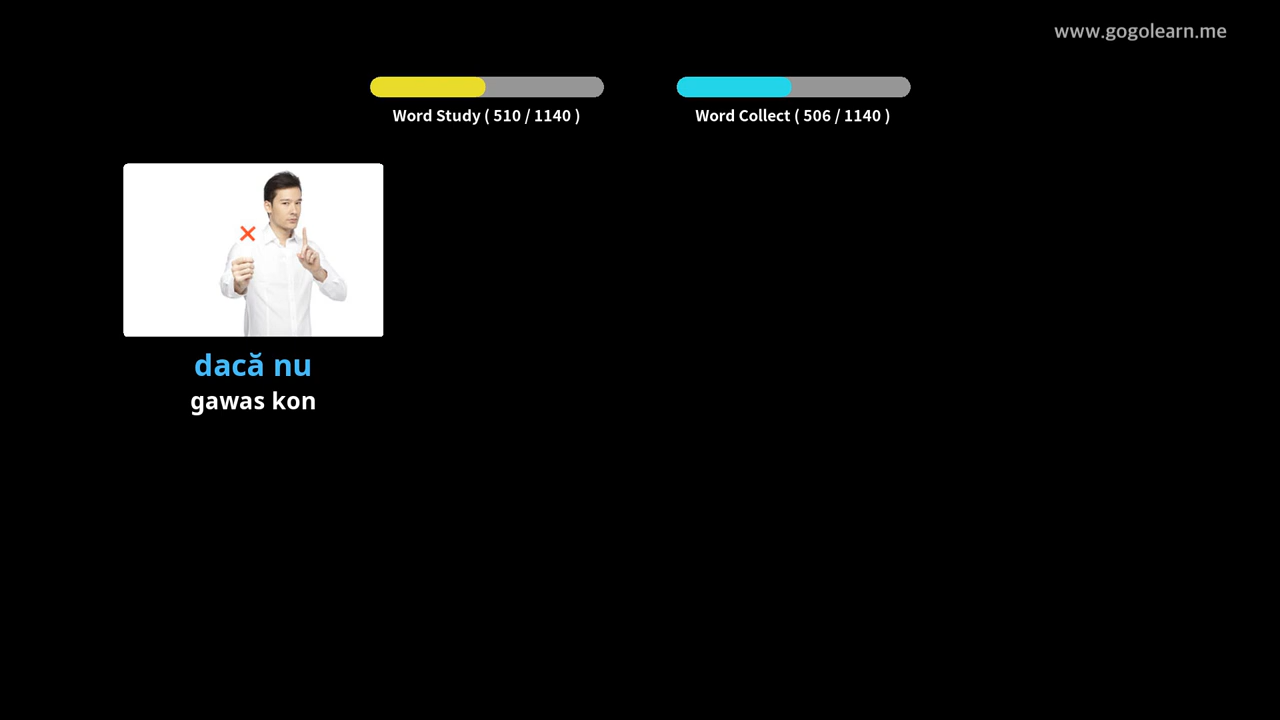 www.gogolearn.me
Word Study ( 510 / 1140 )
Word Collect ( 506 / 1140 )
dacă nu
gawas kon